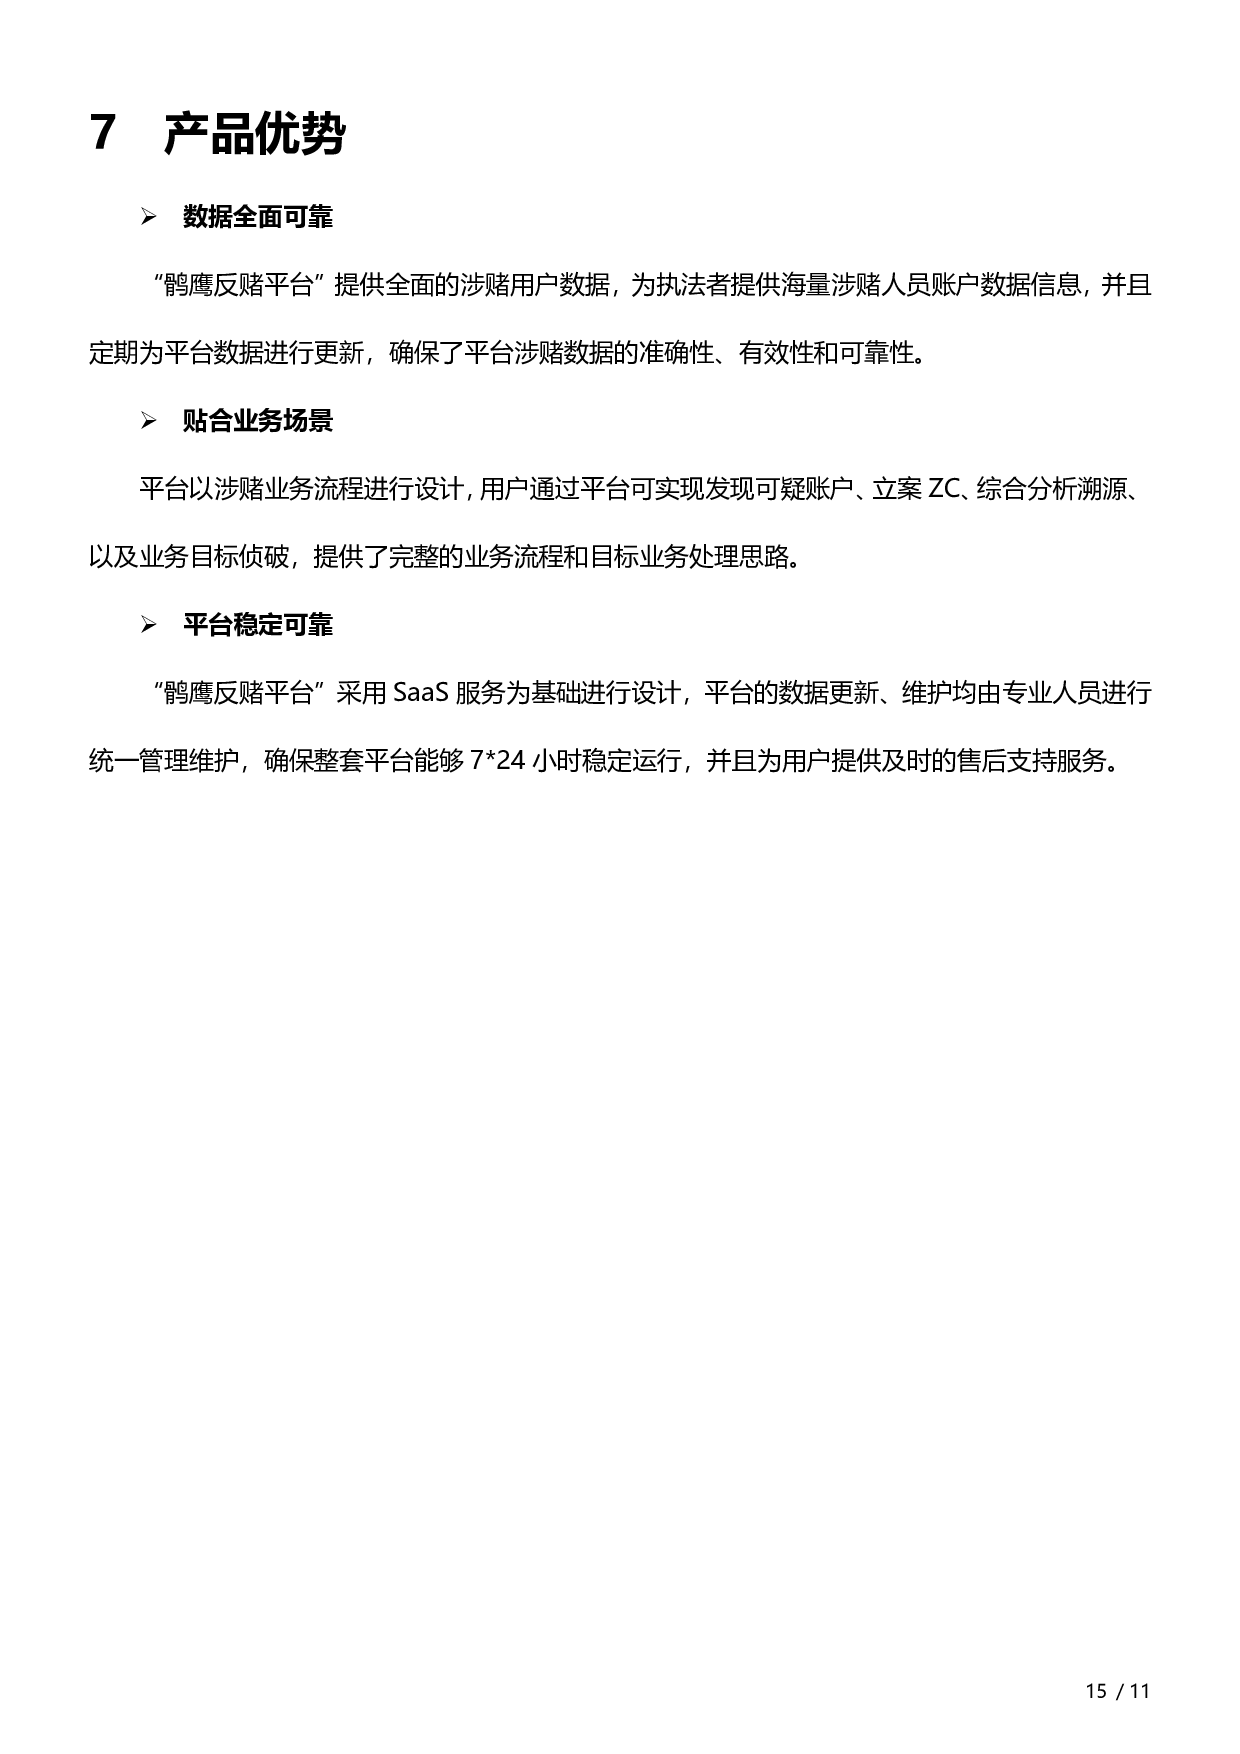 7 产品优势
➢ 数据全面可靠
“鹘鹰反赌平台”提供全面的涉赌用户数据，为执法者提供海量涉赌人员账户数据信息，并且
定期为平台数据进行更新，确保了平台涉赌数据的准确性、有效性和可靠性。
➢ 贴合业务场景
平台以涉赌业务流程进行设计，用户通过平台可实现发现可疑账户、立案 ZC、综合分析溯源、
以及业务目标侦破，提供了完整的业务流程和目标业务处理思路。
➢ 平台稳定可靠
“鹘鹰反赌平台”采用 SaaS 服务为基础进行设计，平台的数据更新、维护均由专业人员进行
统一管理维护，确保整套平台能够 7*24 小时稳定运行，并且为用户提供及时的售后支持服务。
15 / 11